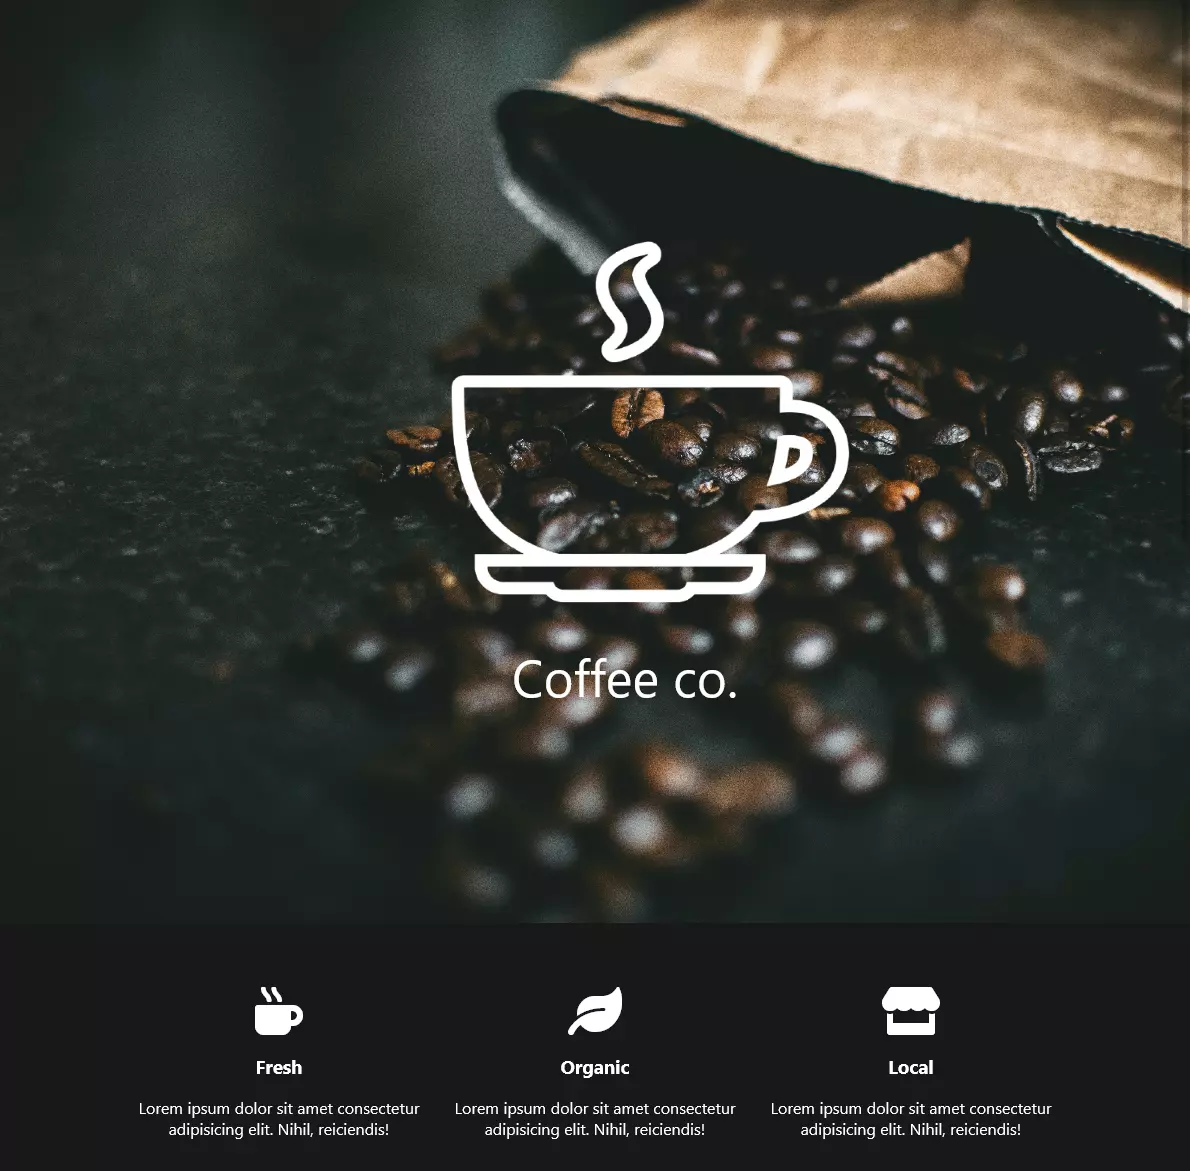 Coffee co.
Fresh
Organic
Local
Lorem ipsum dolor sit amet consectetur
adipisicing elit. Nihil, reiciendis!
Lorem ipsum dolor sit amet consectetur
adipisicing elit. Nihil, reiciendis!
Lorem ipsum dolor sit amet consectetur
adipisicing elit. Nihil, reiciendis!